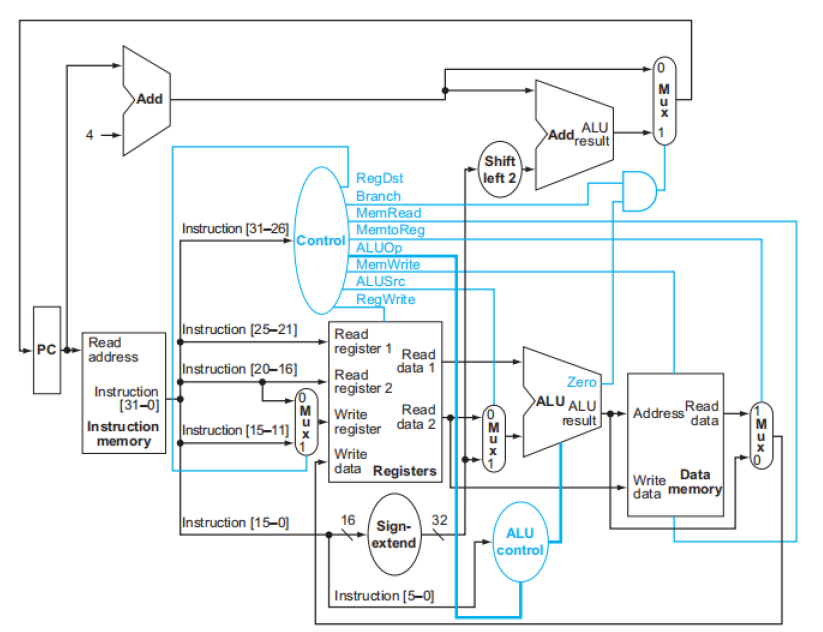 0
M
u
x
1
Add
4
Add
ALU
result
Shift
left 2
RegDst
Branch
MemRead
MemtoReg
ALUOp
MemWrite
ALUSrc
RegWrite
Control
Instruction [31–26]
Instruction [25–21]
Instruction [20–16]
Instruction [15–11]
Instruction [15–0]
Instruction [5–0]
PC
Read
address
Instruction
[31–0]
Instruction
memory
0
M
u
x
1
Read
register 1
Read
register 2
Write
register
Write
data
Read
data 1
Read
data 2
Registers
0
M
u
x
1
Zero
ALU
ALU
result
Address
Read
data
Write
data
Data
memory
1
M
u
x
0
16
Sign-
extend
32
ALU
control